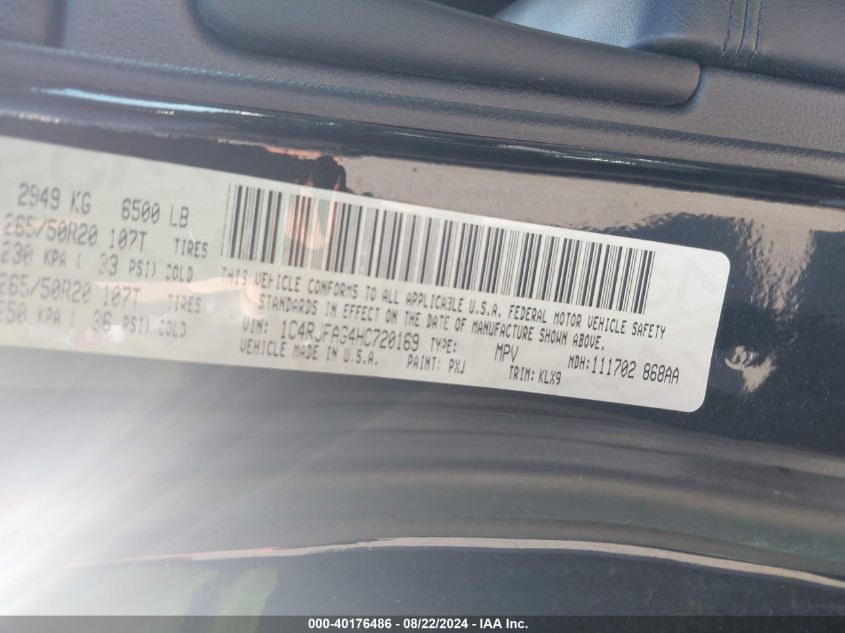 2949 KG 6500 LB
265/50R20 107T TIRES
230 KPA ( 33 PSI) COLD
265/50R20 107T TIRES
250 KPA ( 36 PSI) COLD
THIS VEHICLE CONFORMS TO ALL APPLICABLE U.S.A. FEDERAL MOTOR VEHICLE SAFETY
STANDARDS IN EFFECT ON THE DATE OF MANUFACTURE SHOWN ABOVE.
VIN: 1C4RJFAG4HC720169 TYPE: MPV MDH:111702 868AA
VEHICLE MADE IN U.S.A. PAINT: PXJ TRIM: KLX9
000-40176486 - 08/22/2024 - IAA Inc.